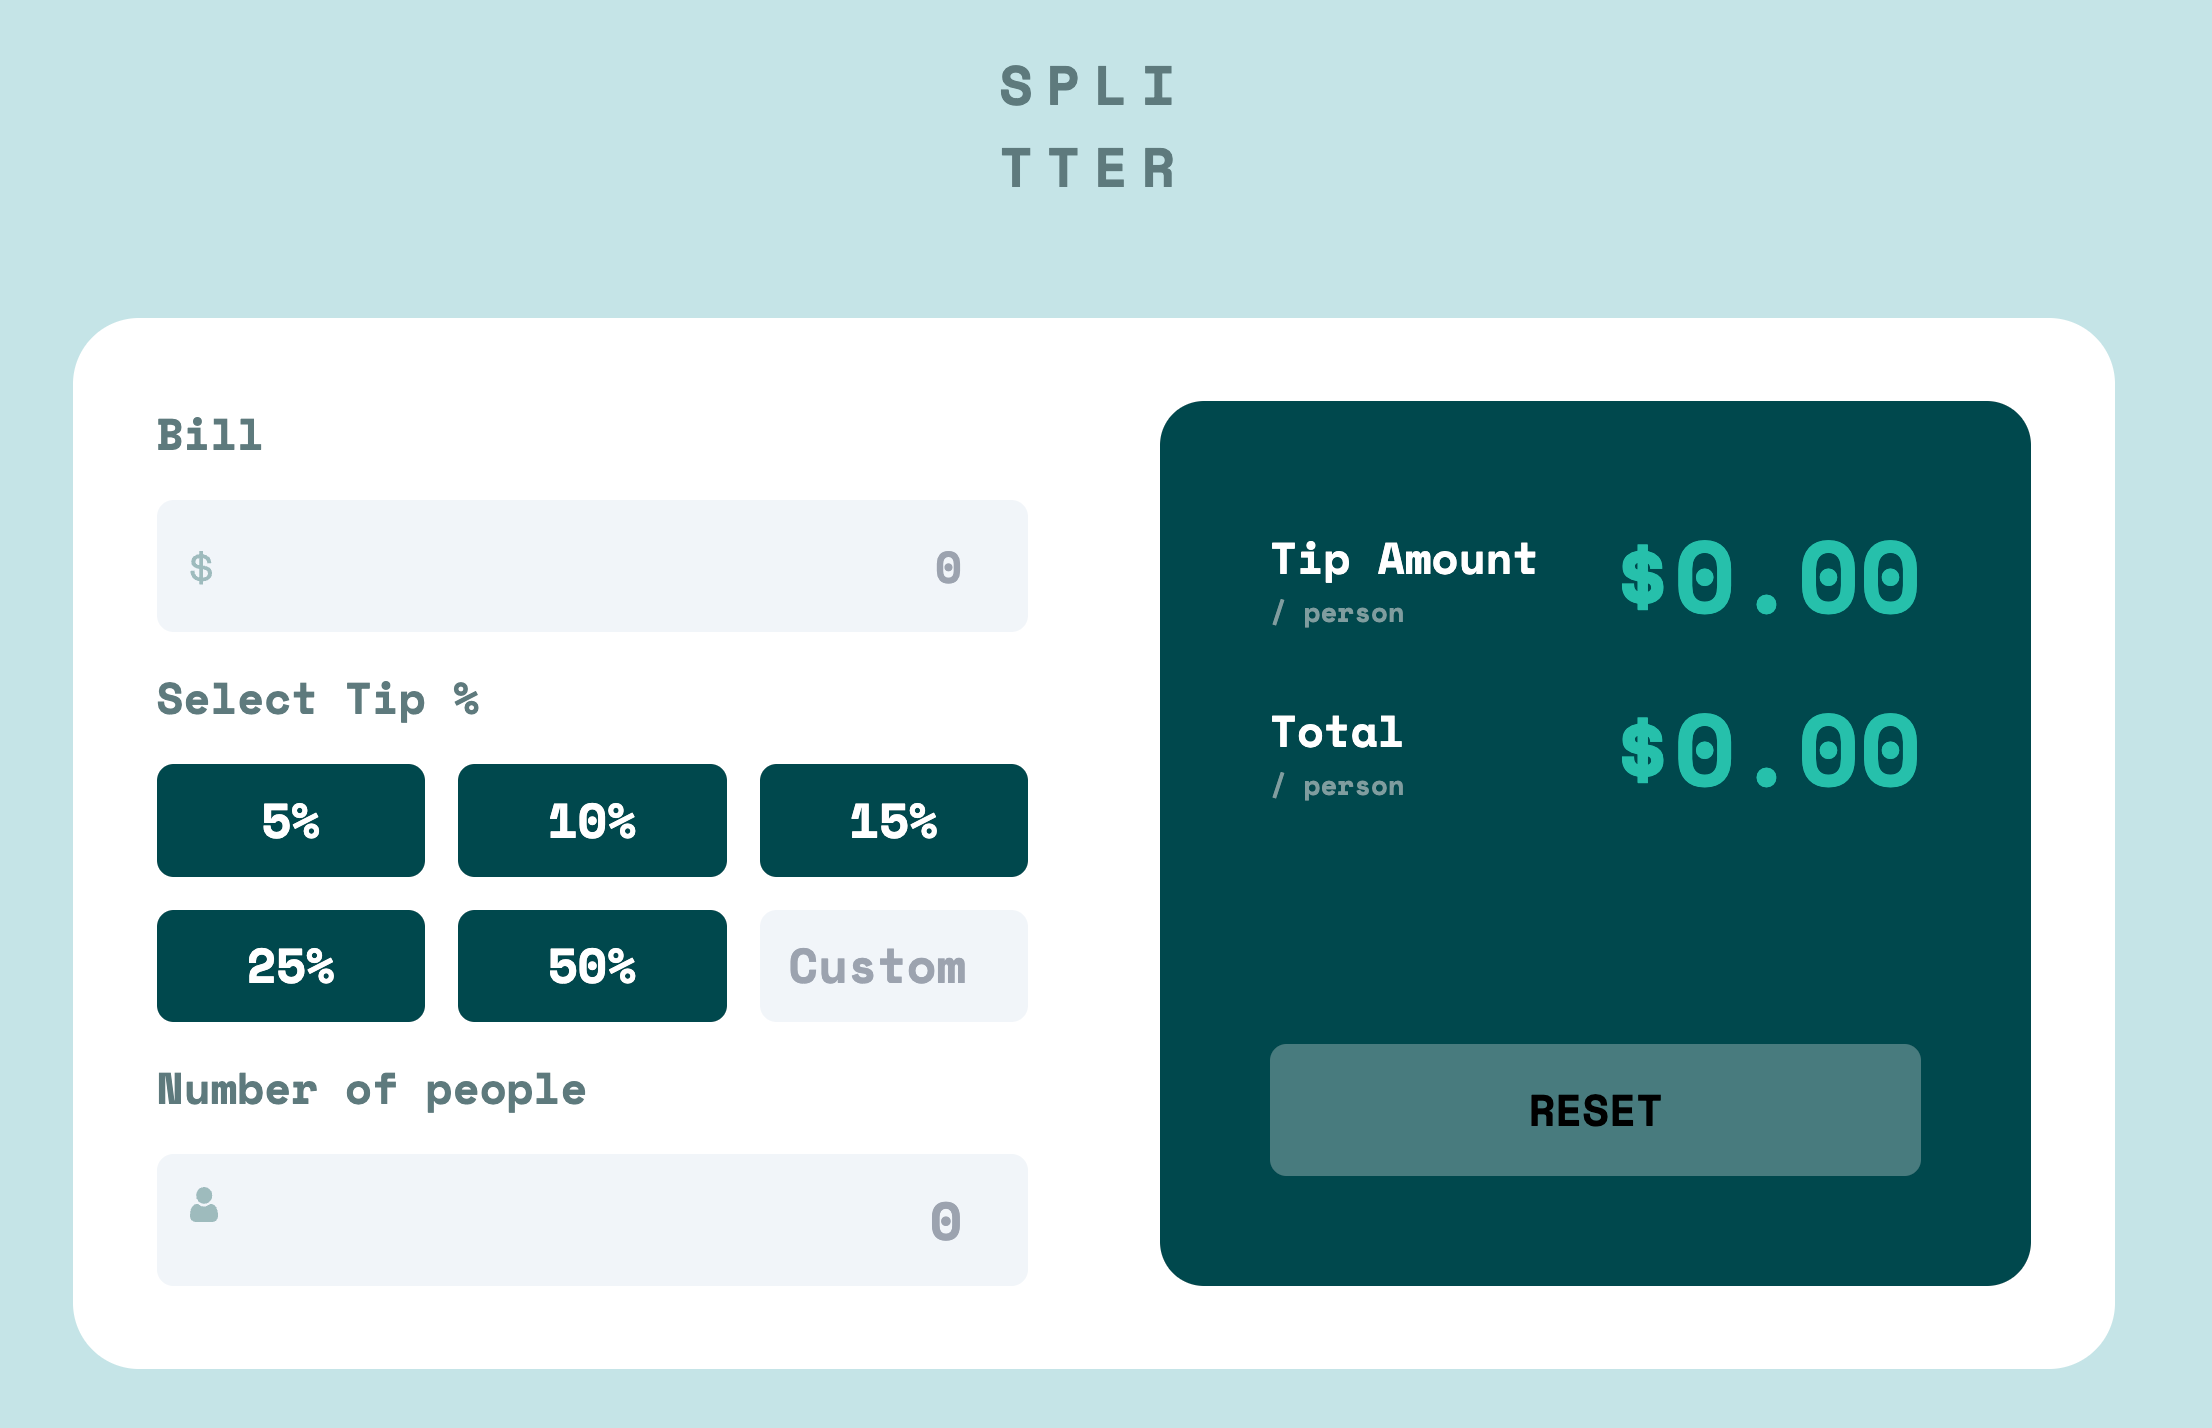 SPLI
TTER
Bill
$ 0
Select Tip %
5% 10% 15%
25% 50% Custom
Number of people
0
Tip Amount $0.00
/ person
Total $0.00
/ person
RESET